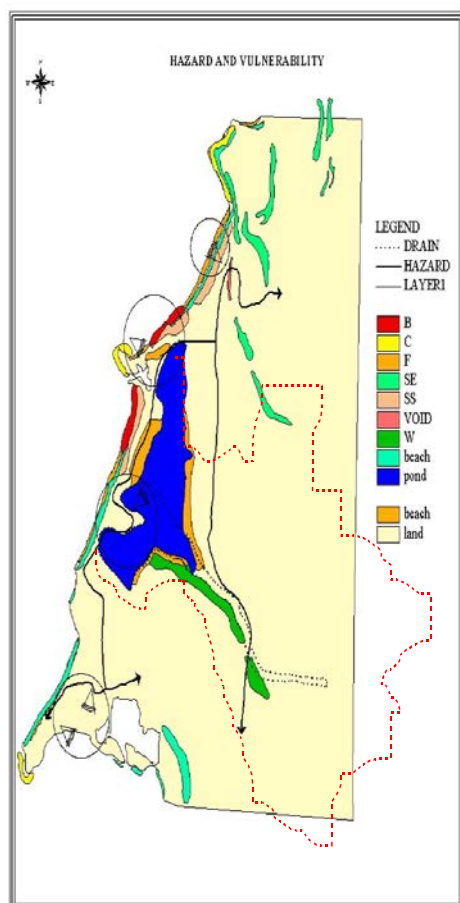 HAZARD AND VULNERABILITY
LEGEND
DRAIN
HAZARD
LAYER1
B
C
F
SE
SS
VOID
W
beach
pond
beach
land